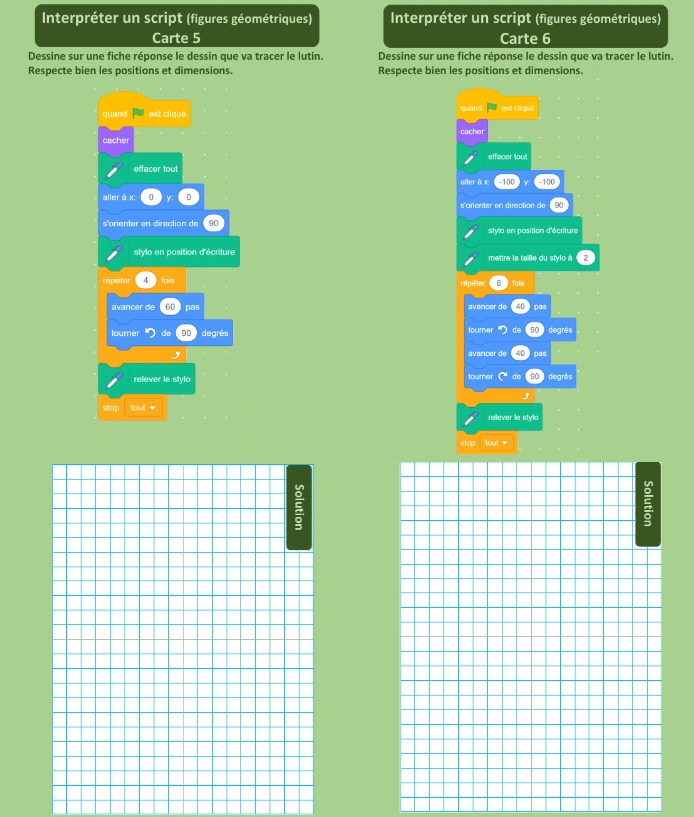 Interpréter un script (figures géométriques)
Carte 5
Dessine sur une fiche réponse le dessin que va tracer le lutin.
Respecte bien les positions et dimensions.
quand est cliqué
cacher
effacer tout
aller à x: 0 y: 0
s'orienter en direction de 90
stylo en position d'écriture
répéter 4 fois
avancer de 60 pas
tourner de 90 degrés
relever le stylo
stop tout
Solution
Interpréter un script (figures géométriques)
Carte 6
Dessine sur une fiche réponse le dessin que va tracer le lutin.
Respecte bien les positions et dimensions.
quand est cliqué
cacher
effacer tout
aller à x: -100 y: -100
s'orienter en direction de 90
stylo en position d'écriture
mettre la taille du stylo à 2
répéter 6 fois
avancer de 40 pas
tourner de 90 degrés
avancer de 40 pas
tourner de 90 degrés
relever le stylo
stop tout
Solution